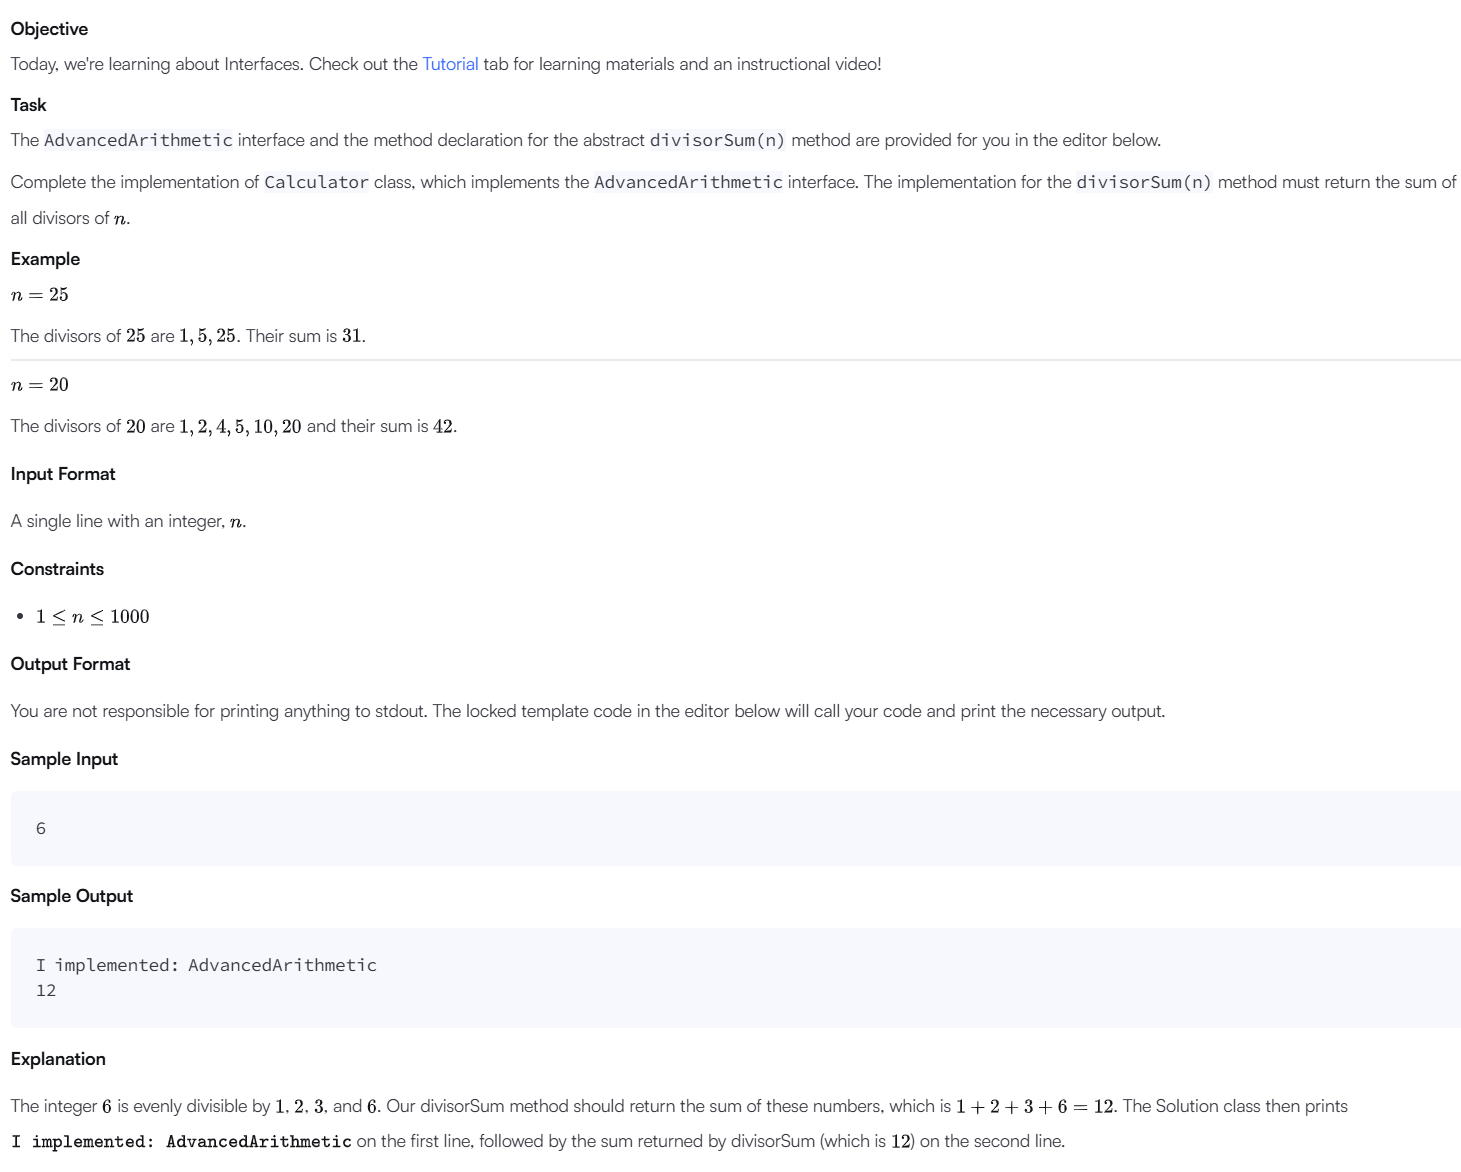 Objective
Today, we're learning about Interfaces. Check out the Tutorial tab for learning materials and an instructional video!
Task
The AdvancedArithmetic interface and the method declaration for the abstract divisorSum(n) method are provided for you in the editor below.
Complete the implementation of Calculator class, which implements the AdvancedArithmetic interface. The implementation for the divisorSum(n) method must return the sum of
all divisors of n.
Example
n = 25
The divisors of 25 are 1, 5, 25. Their sum is 31.
n = 20
The divisors of 20 are 1, 2, 4, 5, 10, 20 and their sum is 42.
Input Format
A single line with an integer, n.
Constraints
• 1 ≤ n ≤ 1000
Output Format
You are not responsible for printing anything to stdout. The locked template code in the editor below will call your code and print the necessary output.
Sample Input
6
Sample Output
I implemented: AdvancedArithmetic
12
Explanation
The integer 6 is evenly divisible by 1, 2, 3, and 6. Our divisorSum method should return the sum of these numbers, which is 1 + 2 + 3 + 6 = 12. The Solution class then prints
I implemented: AdvancedArithmetic on the first line, followed by the sum returned by divisorSum (which is 12) on the second line.